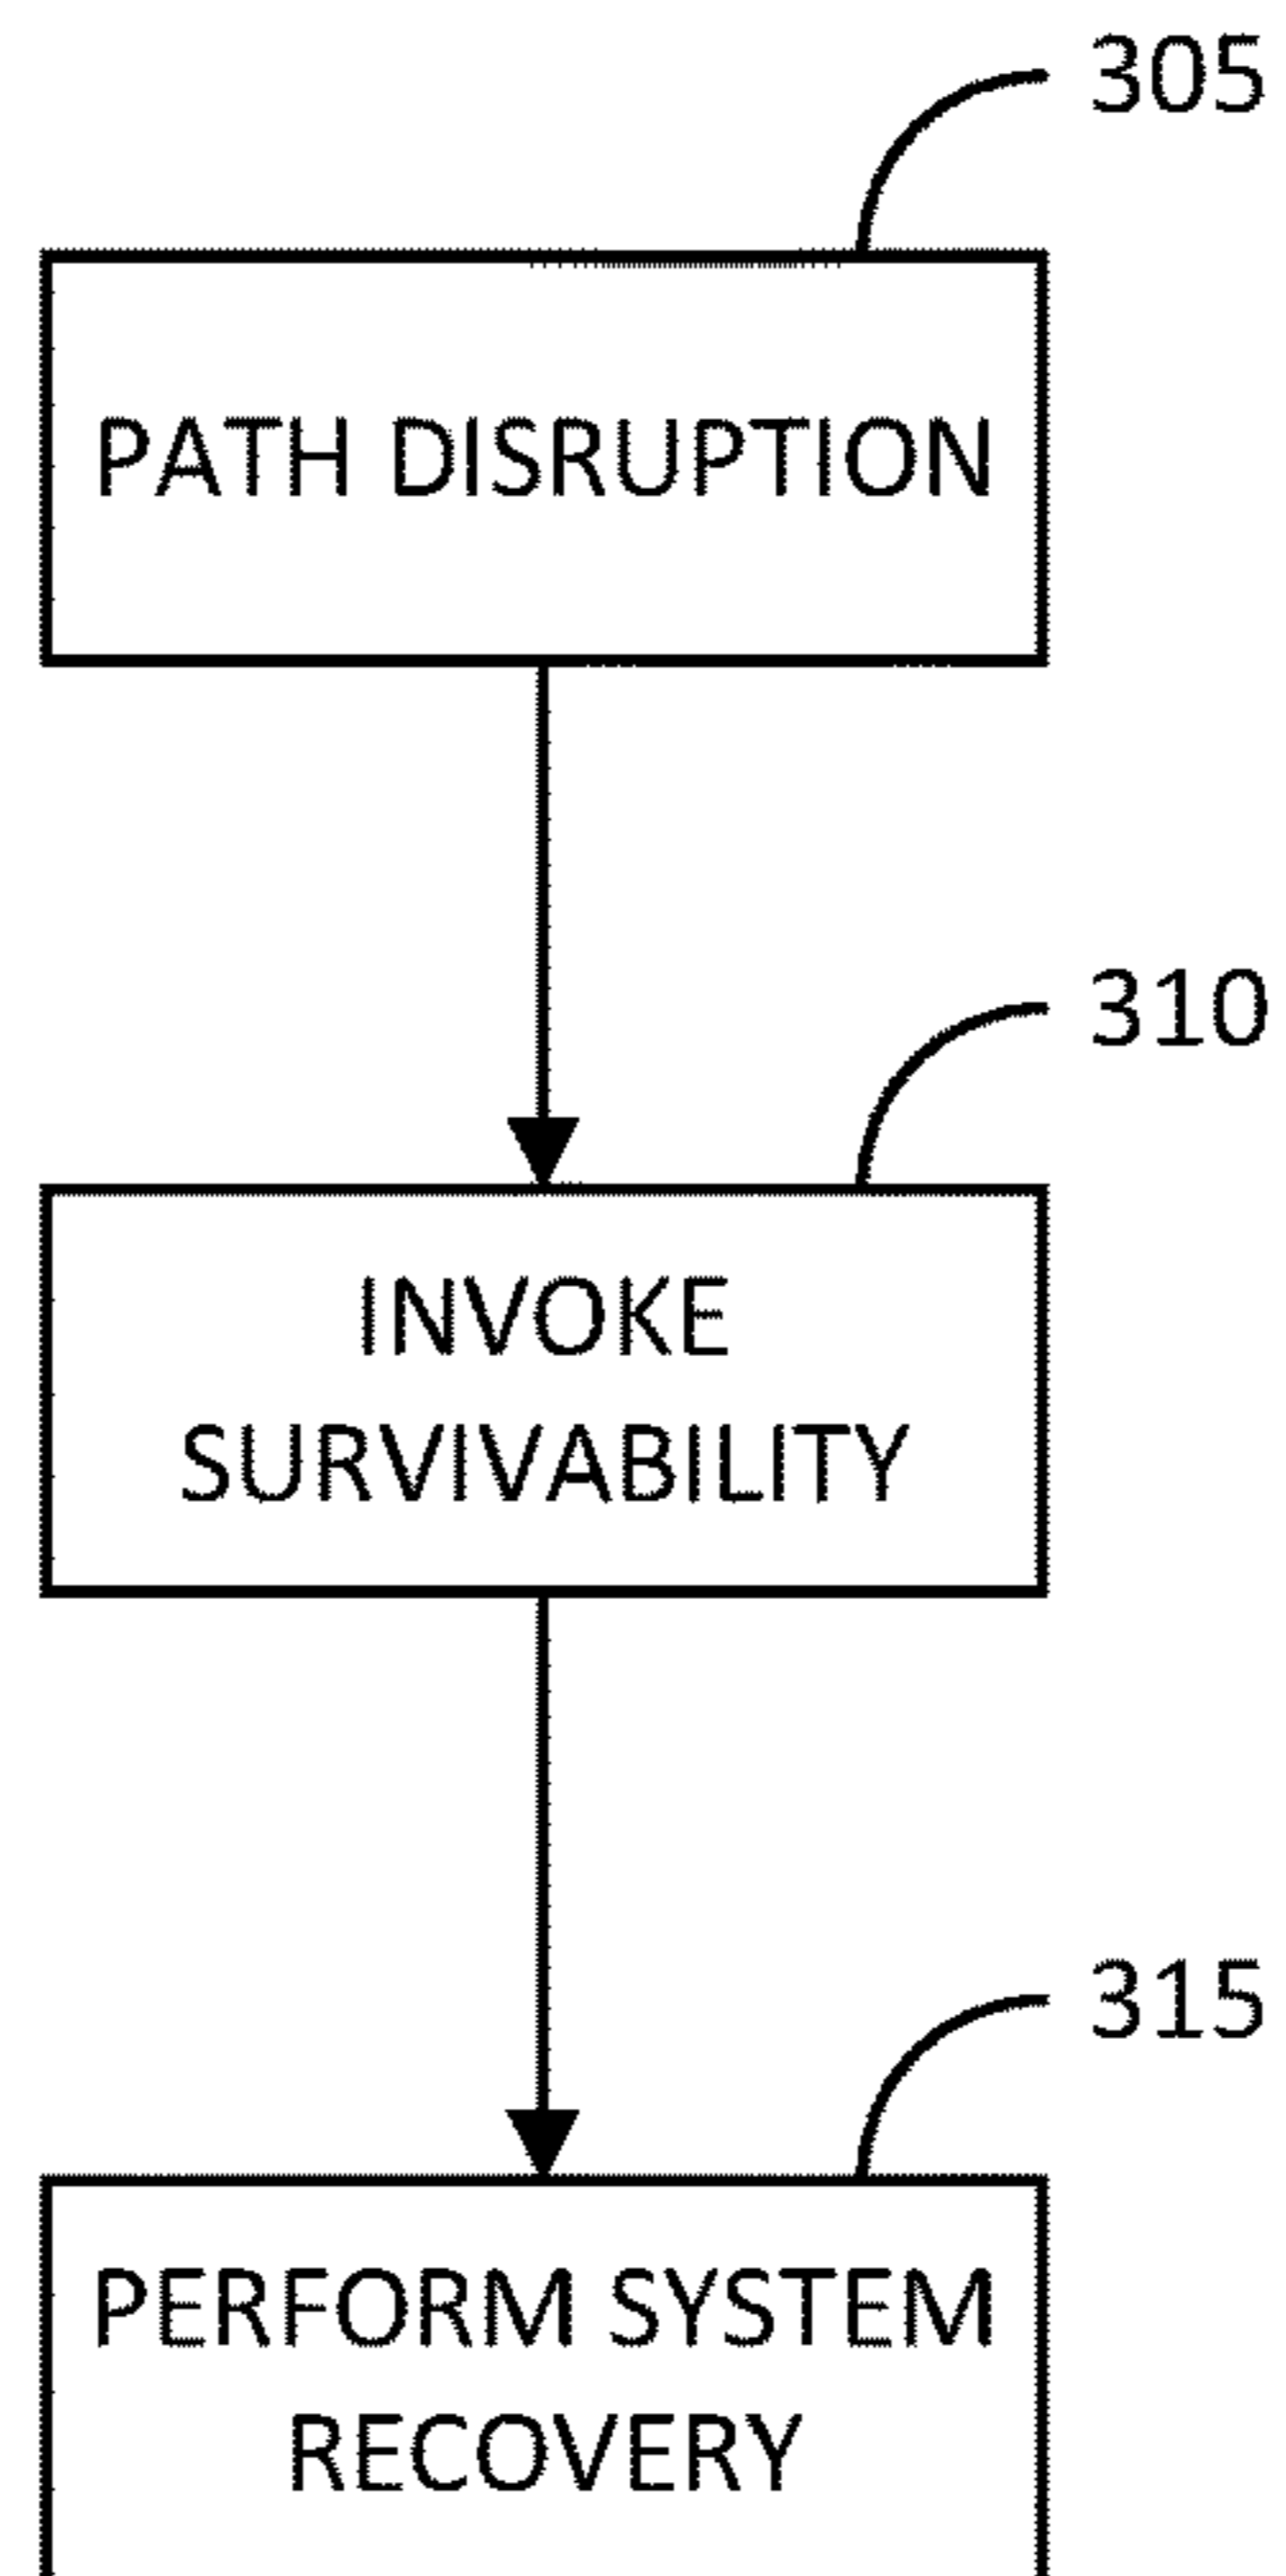 305
PATH DISRUPTION
310
INVOKE
SURVIVABILITY
315
PERFORM SYSTEM
RECOVERY